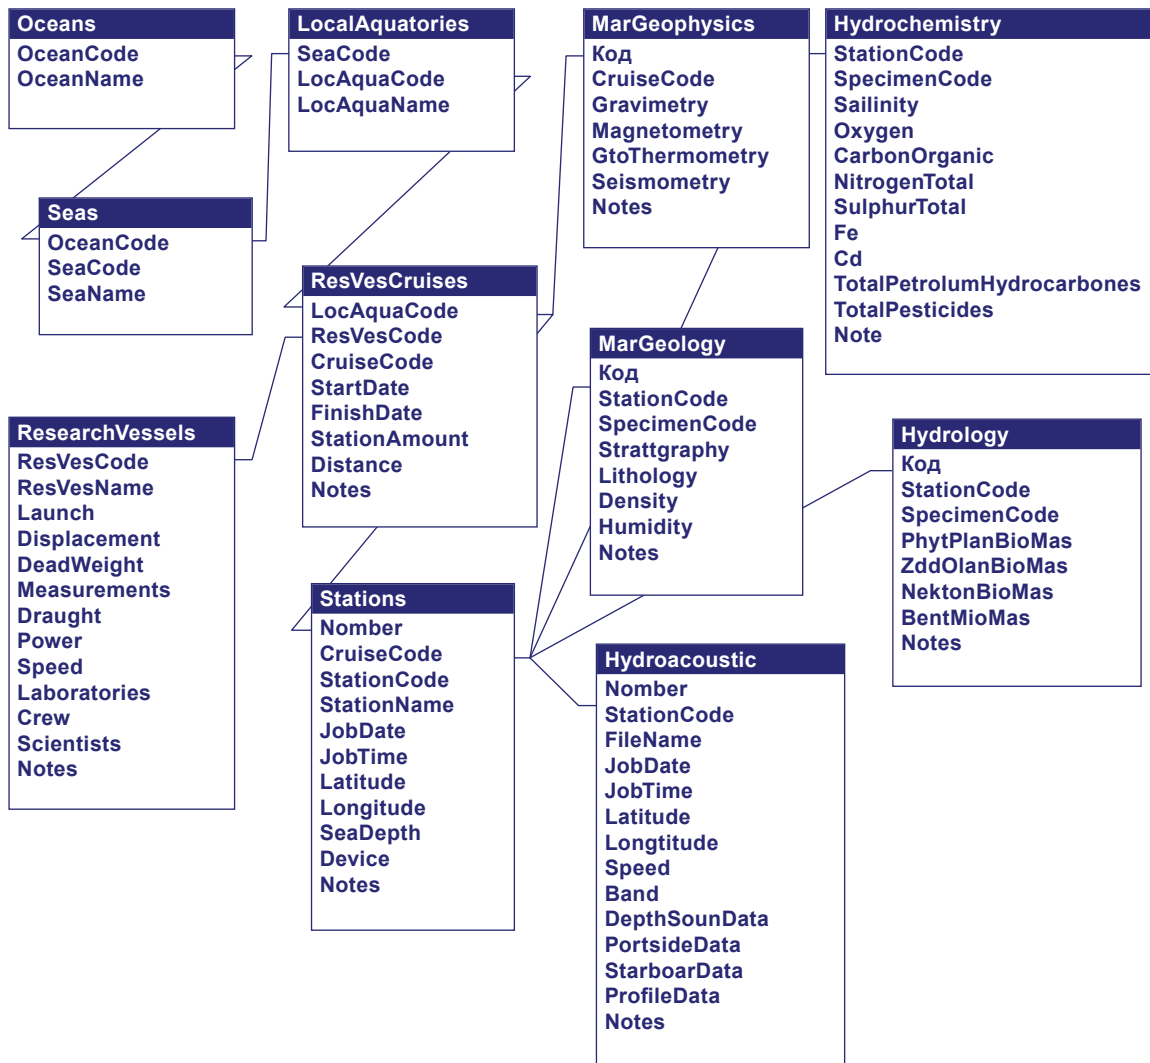 Oceans
OceanCode
OceanName
LocalAquatories
SeaCode
LocAquaCode
LocAquaName
MarGeophysics
Код
CruiseCode
Gravimetry
Magnetometry
GtoThermometry
Seismometry
Notes
Hydrochemistry
StationCode
SpecimenCode
Sailinity
Oxygen
CarbonOrganic
NitrogenTotal
SulphurTotal
Fe
Cd
TotalPetrolumHydrocarbones
TotalPesticides
Note
Seas
OceanCode
SeaCode
SeaName
ResVesCruises
LocAquaCode
ResVesCode
CruiseCode
StartDate
FinishDate
StationAmount
Distance
Notes
MarGeology
Код
StationCode
SpecimenCode
Strattgraphy
Lithology
Density
Humidity
Notes
ResearchVessels
ResVesCode
ResVesName
Launch
Displacement
DeadWeight
Measurements
Draught
Power
Speed
Laboratories
Crew
Scientists
Notes
Hydrology
Код
StationCode
SpecimenCode
PhytPlanBioMas
ZddOlanBioMas
NektonBioMas
BentMioMas
Notes
Stations
Nomber
CruiseCode
StationCode
StationName
JobDate
JobTime
Latitude
Longitude
SeaDepth
Device
Notes
Hydroacoustic
Nomber
StationCode
FileName
JobDate
JobTime
Latitude
Longtitude
Speed
Band
DepthSounData
PortsideData
StarboarData
ProfileData
Notes